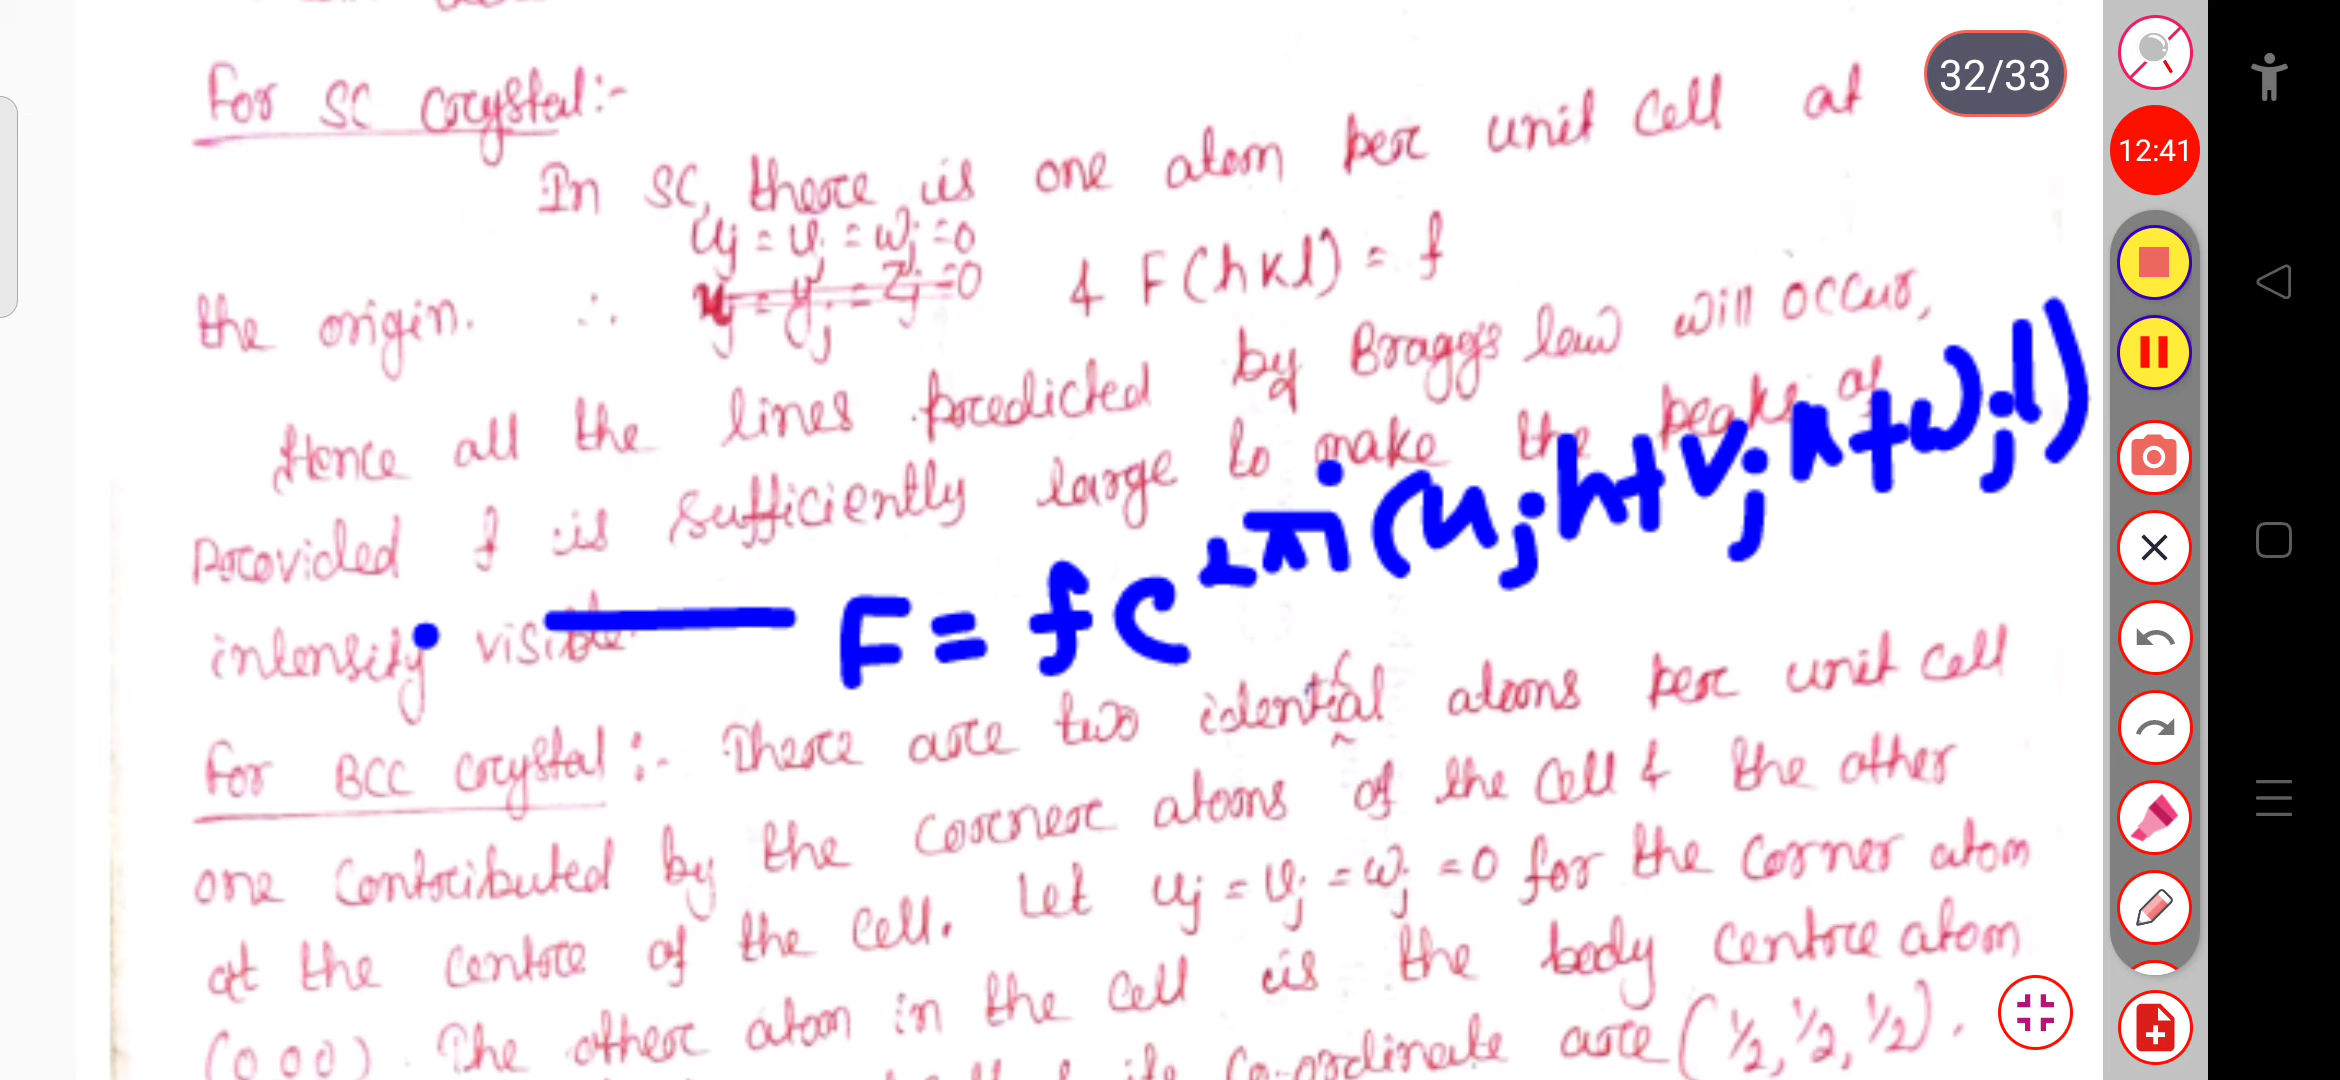 For SC crystal:-
32/33
12:41
In SC, there is one atom per unit cell at
uj = vj = wj = 0
the origin. ∴ xj = yj = zj = 0 & F(hkl) = f
Hence all the lines predicted by Bragg's law will occur,
provided f is sufficiently large to make the peaks of
F = f e^2πi(ujh+vjk+wjl)
intensity visible.
For BCC crystal :- There are two identical atoms per unit cell
one contributed by the corner atoms of the cell & the other
at the centre of the cell. Let uj = vj = wj = 0 for the corner atom
(000). The other atom in the cell is the body centre atom
co-ordinate are (1/2, 1/2, 1/2).